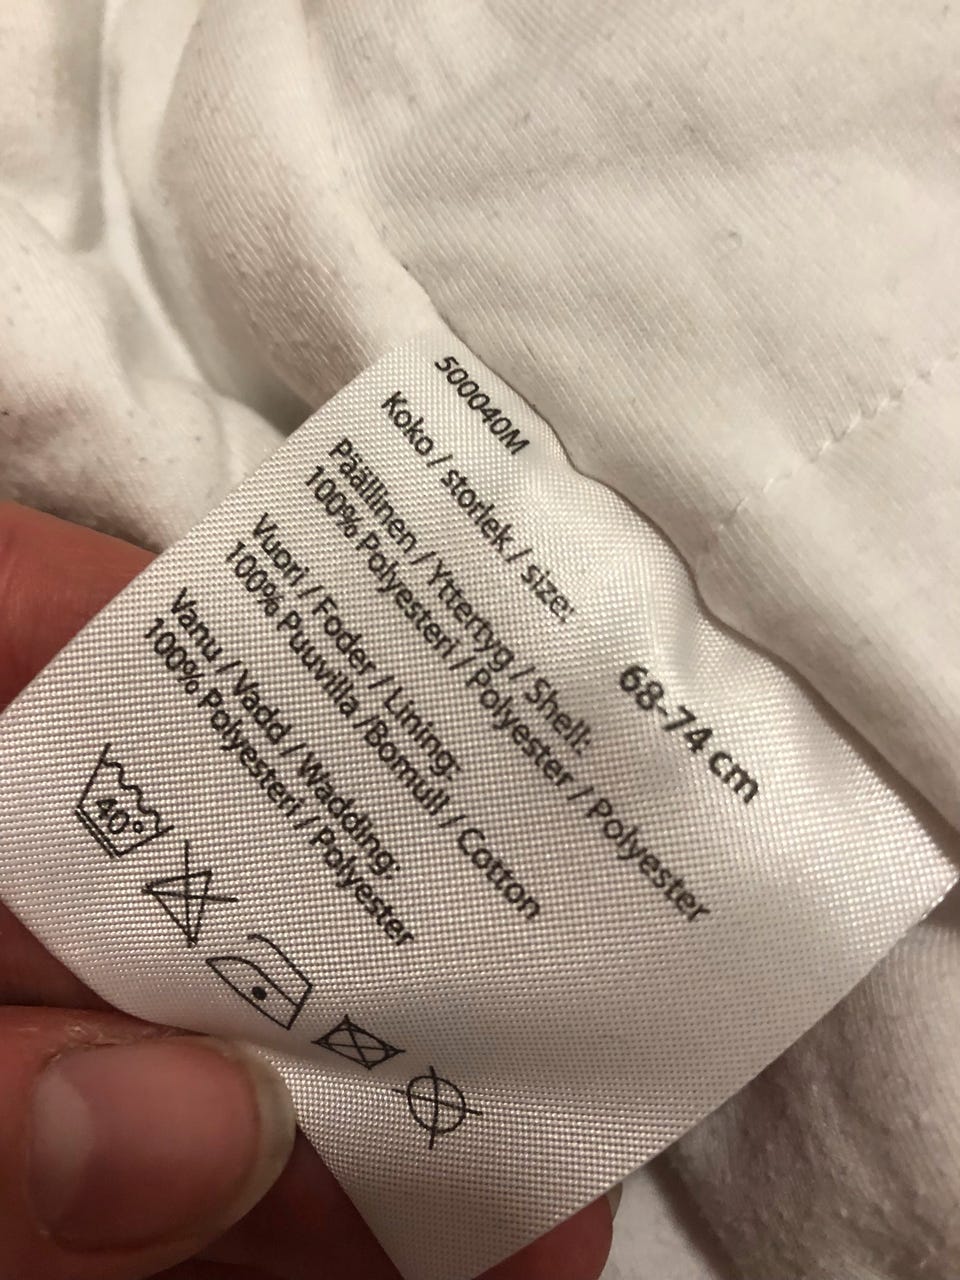 500040M
Koko / storlek / size: 68-74 cm
Päällinen / Yttertyg / Shell:
100% Polyesteri / Polyester / Polyester
Vuori / Foder / Lining:
100% Puuvilla /Bomull / Cotton
Vanu / Vadd / Wadding:
100% Polyesteri / Polyester
40°